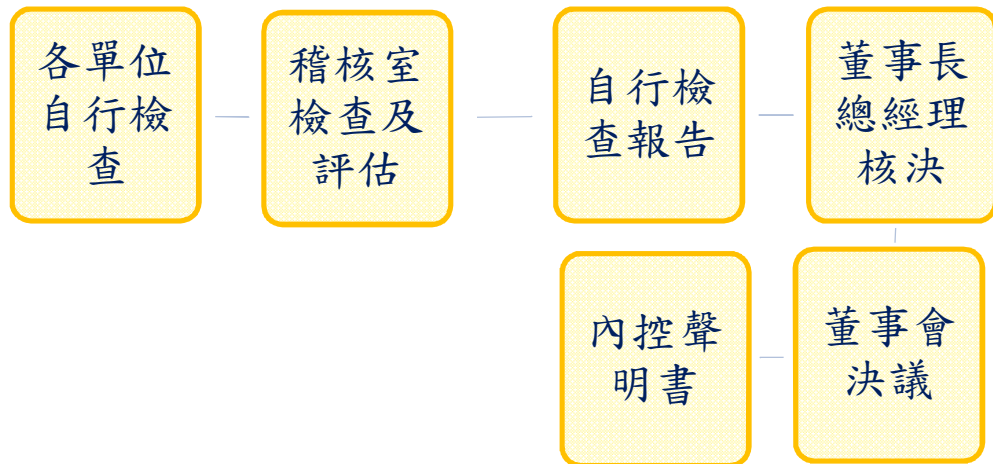 各單位
自行檢
查
稽核室
檢查及
評估
自行檢
查報告
董事長
總經理
核決
內控聲
明書
董事會
決議